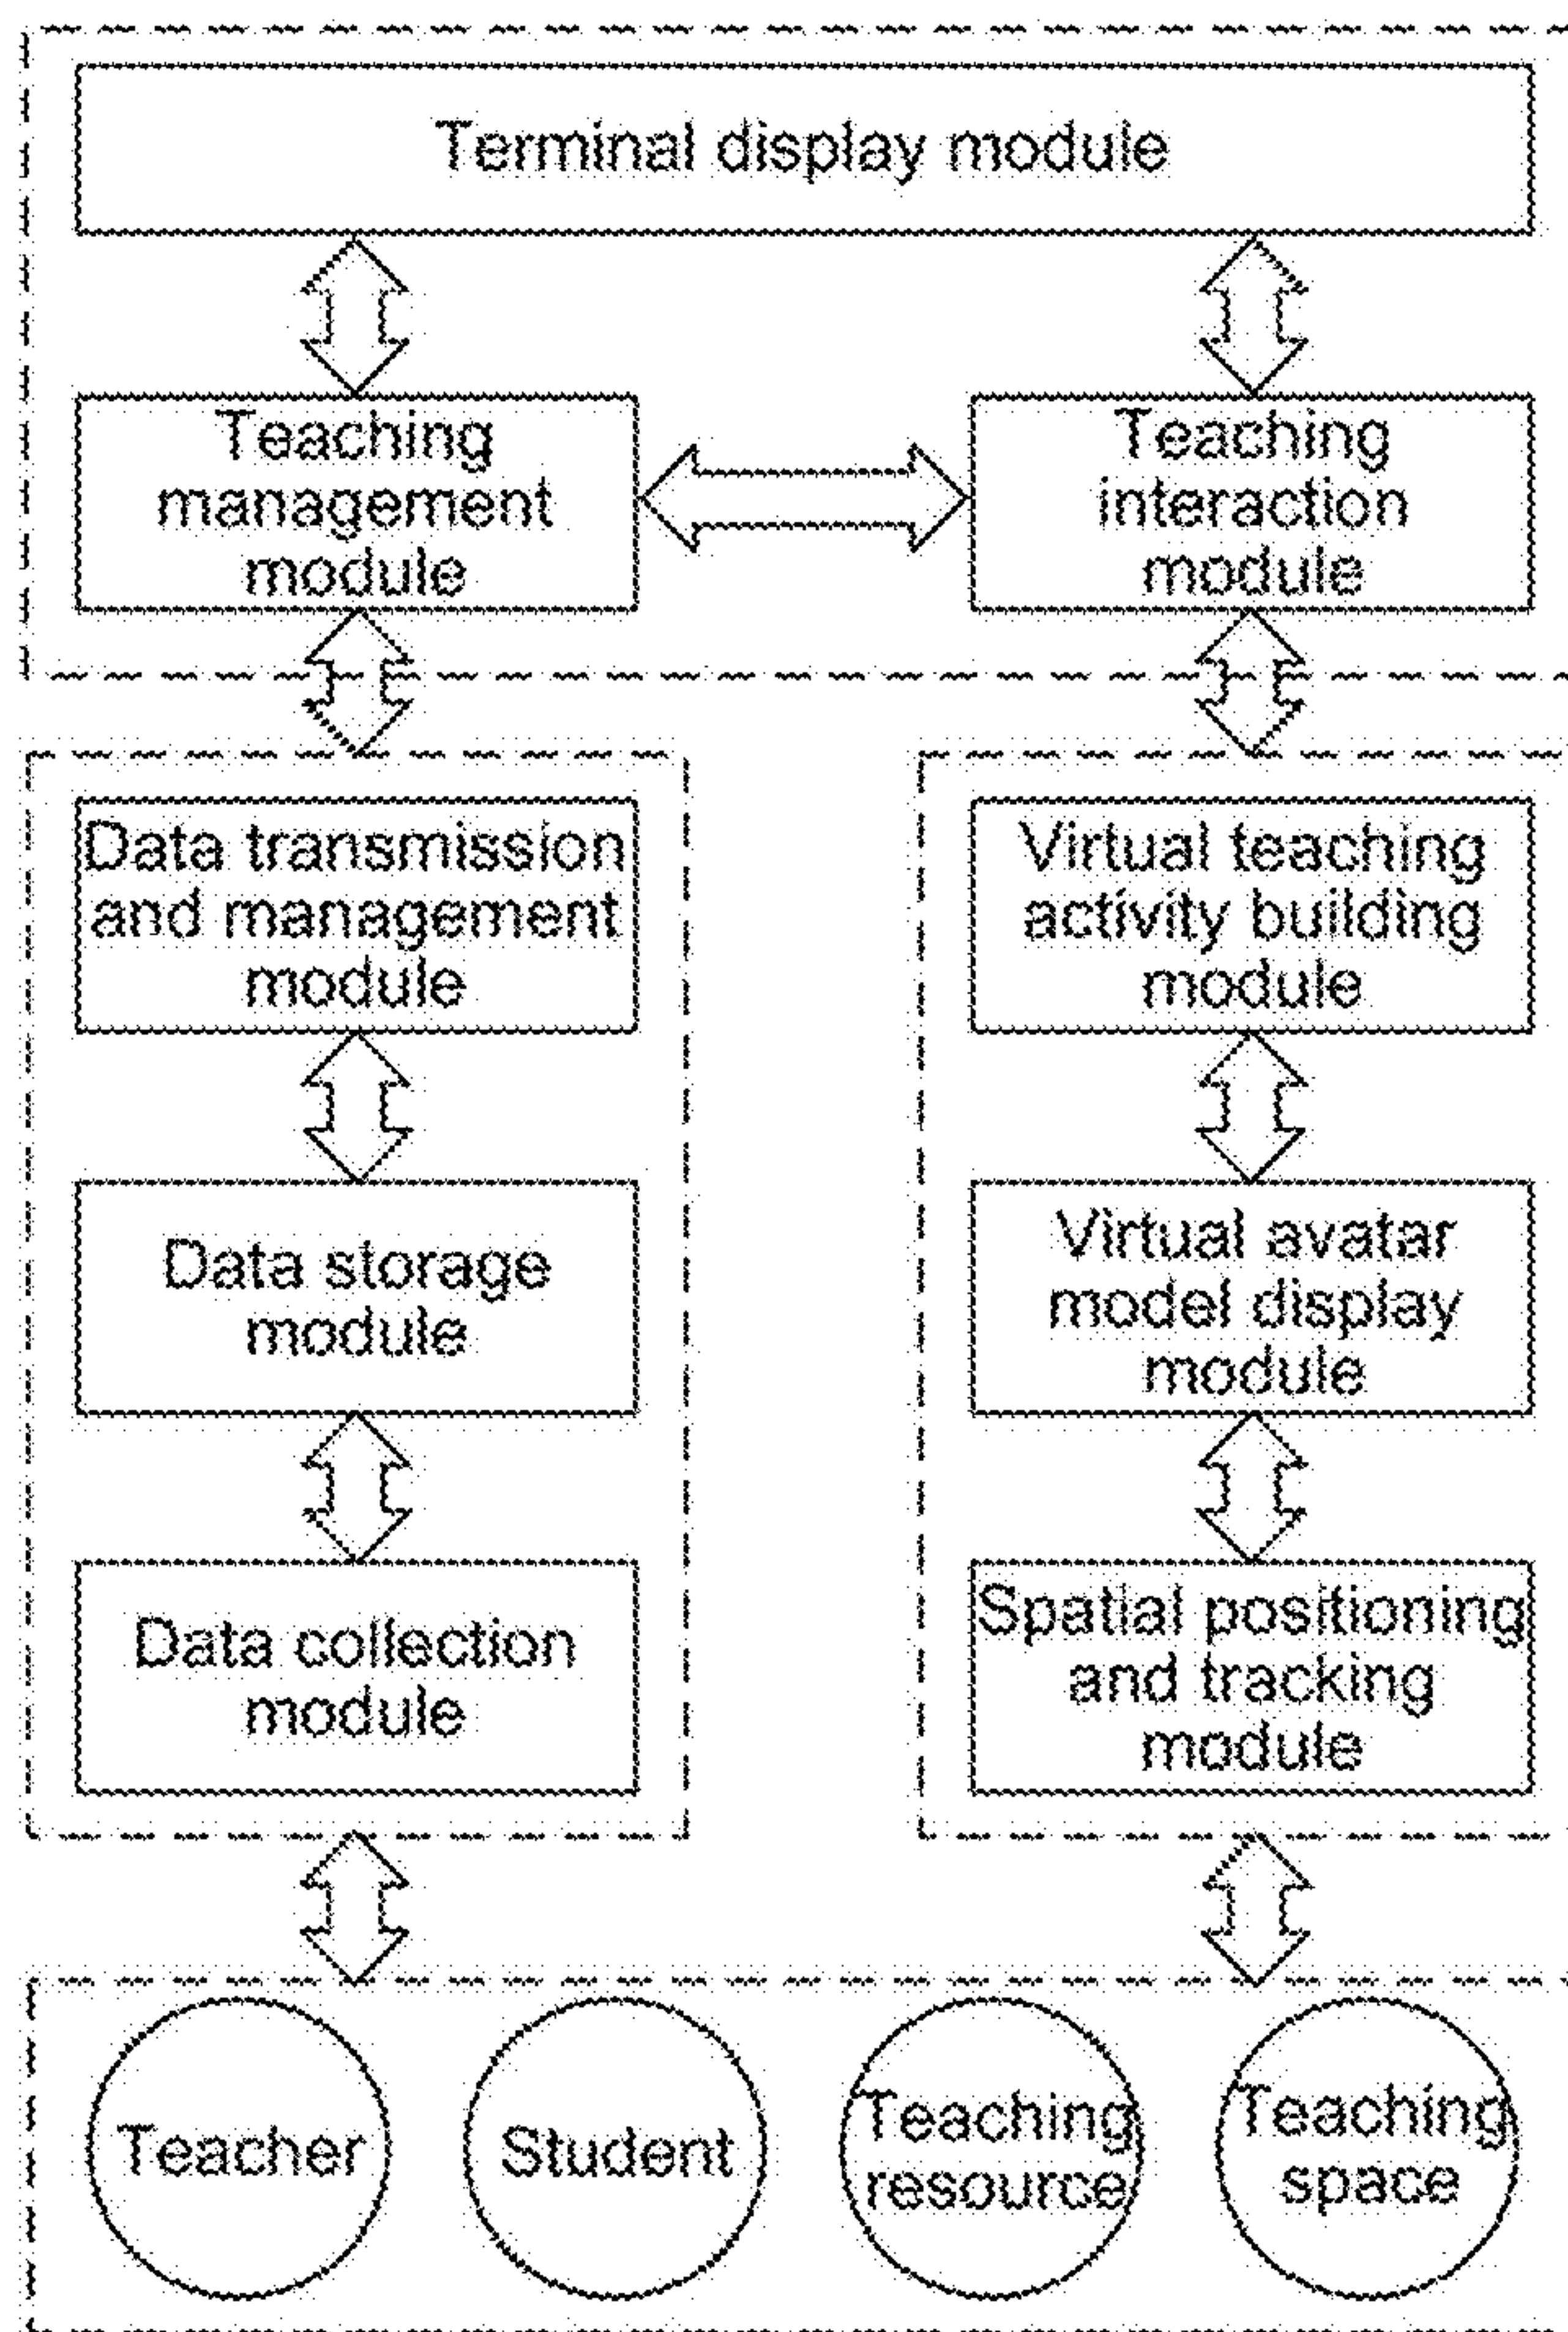 Terminal display module
Teaching
management
module
Teaching
interaction
module
Data transmission
and management
module
Virtual teaching
activity building
module
Data storage
module
Virtual avatar
model display
module
Data collection
module
Spatial positioning
and tracking
module
Teacher
Student
Teaching
resource
Teaching
space